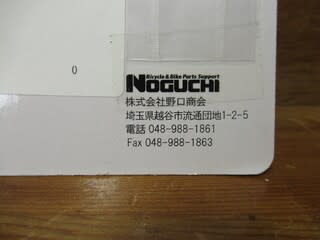 0
Bicycle & Bike Parts Support
NOGUCHI
株式会社野口商会
埼玉県越谷市流通団地1-2-5
電話 048-988-1861
Fax 048-988-1863